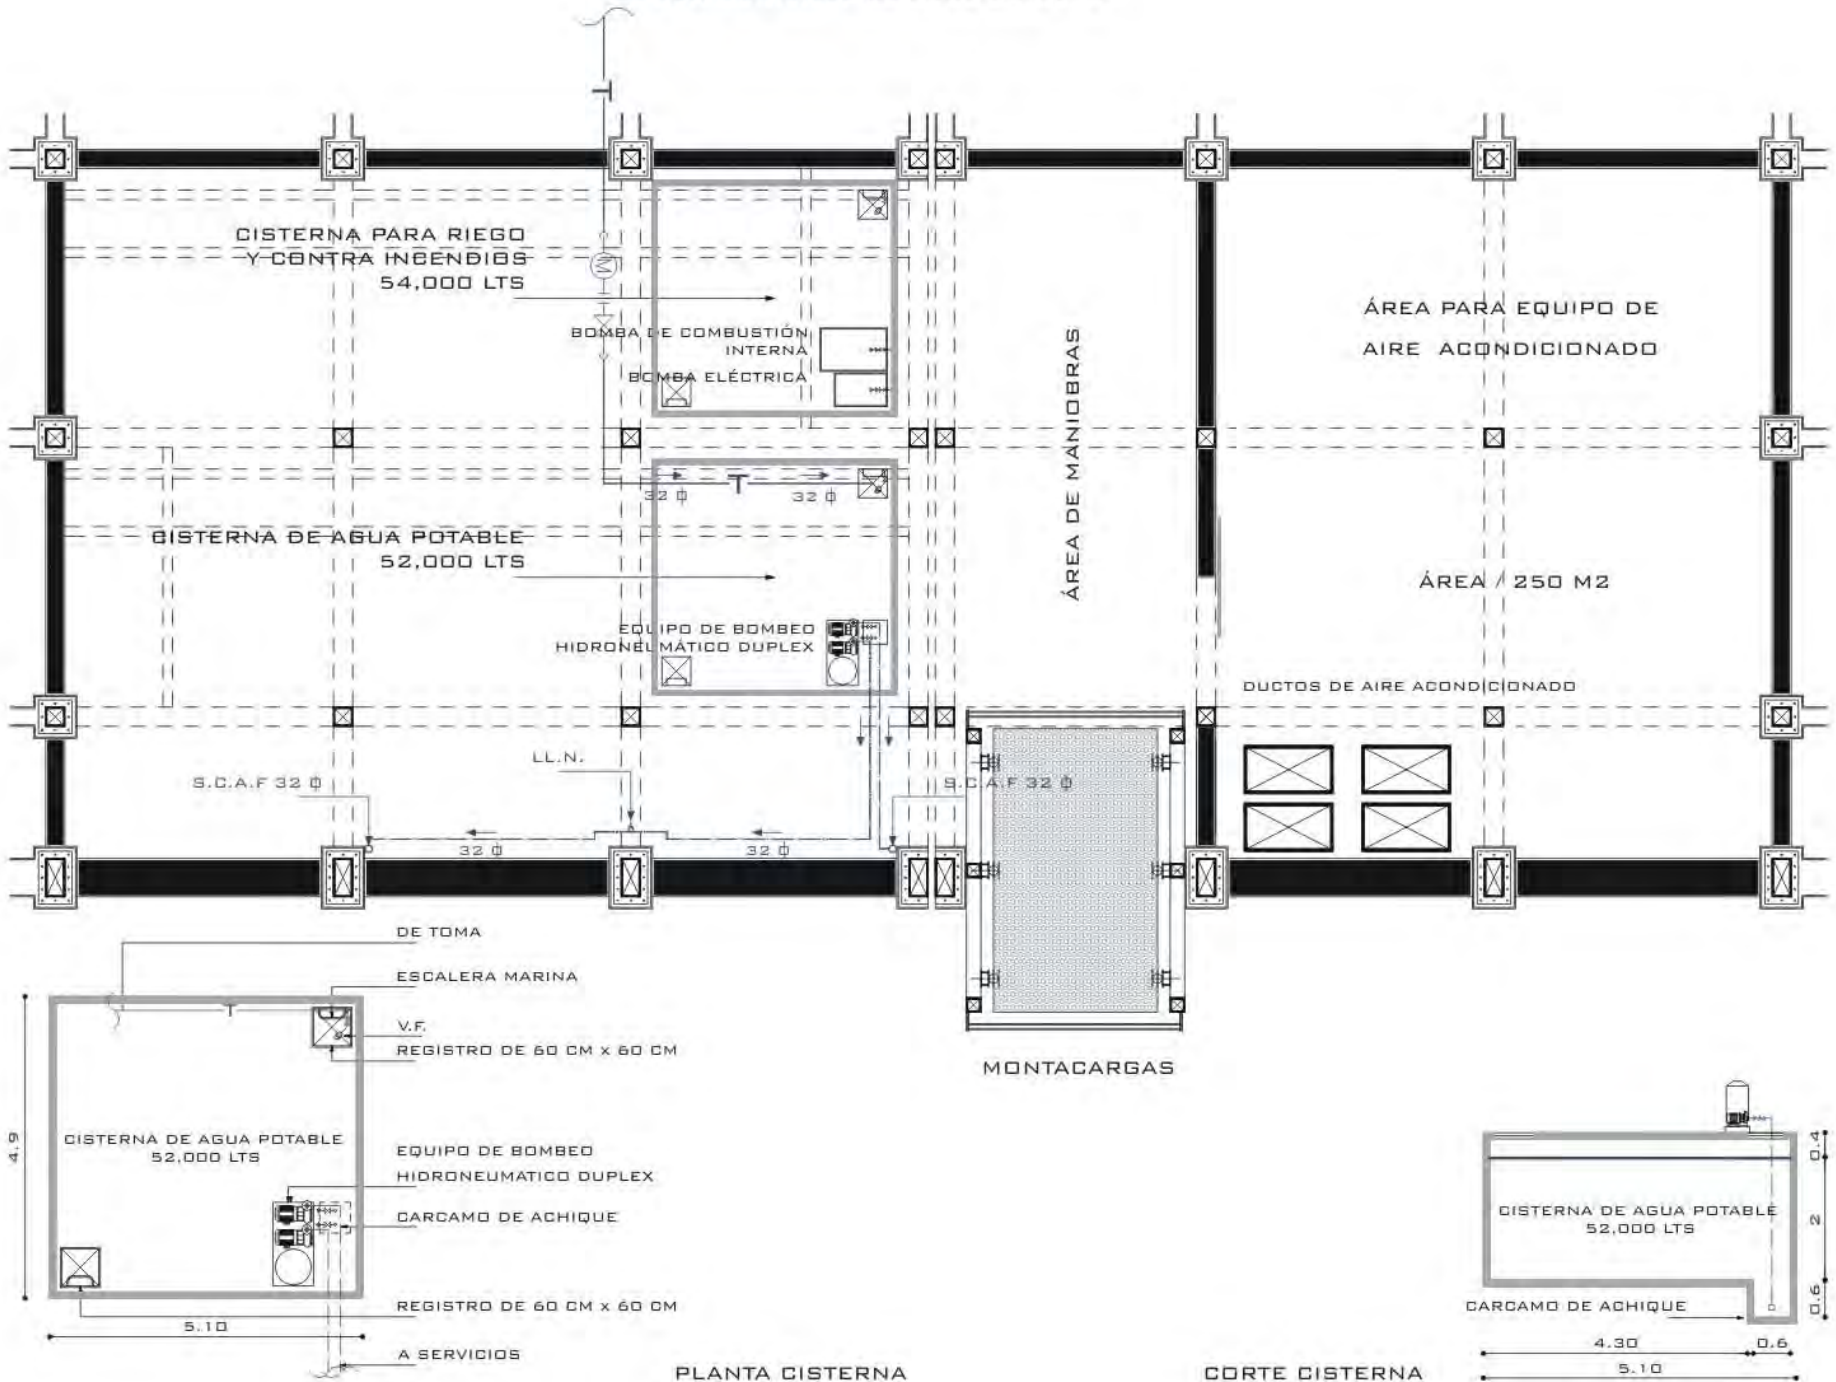 CISTERNA PARA RIEGO
Y CONTRA INCENDIOS
54,000 LTS
BOMBA DE COMBUSTIÓN
INTERNA
BOMBA ELÉCTRICA
M
ÁREA DE MANIOBRAS
ÁREA PARA EQUIPO DE
AIRE ACONDICIONADO
32 ϕ
32 ϕ
CISTERNA DE AGUA POTABLE
52,000 LTS
ÁREA / 250 M2
EQUIPO DE BOMBEO
HIDRONEUMÁTICO DUPLEX
DUCTOS DE AIRE ACONDICIONADO
LL.N.
S.C.A.F 32 ϕ
S.C.A.F 32 ϕ
32 ϕ
32 ϕ
MONTACARGAS
DE TOMA
ESCALERA MARINA
V.F.
REGISTRO DE 60 CM x 60 CM
4.9
CISTERNA DE AGUA POTABLE
52,000 LTS
EQUIPO DE BOMBEO
HIDRONEUMATICO DUPLEX
CARCAMO DE ACHIQUE
REGISTRO DE 60 CM x 60 CM
5.10
A SERVICIOS
PLANTA CISTERNA
CISTERNA DE AGUA POTABLE
52,000 LTS
0.4
2
0.6
CARCAMO DE ACHIQUE
4.30
0.6
5.10
CORTE CISTERNA